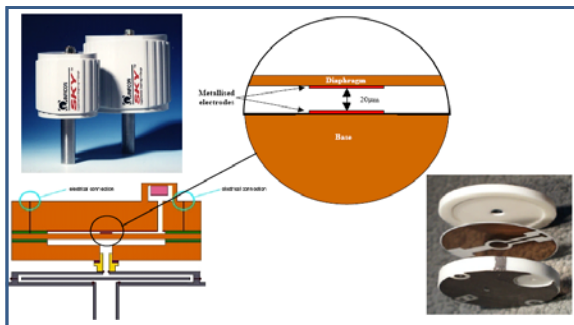 SKY
SKY
Diaphragm
Metallised
electrodes
20µm
Base
electrical connection
electrical connection